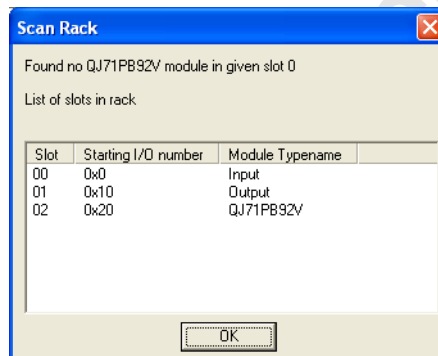 Scan Rack
Found no QJ71PB92V module in given slot 0
List of slots in rack
Slot Starting I/O number Module Typename
00 0x0 Input
01 0x10 Output
02 0x20 QJ71PB92V
OK